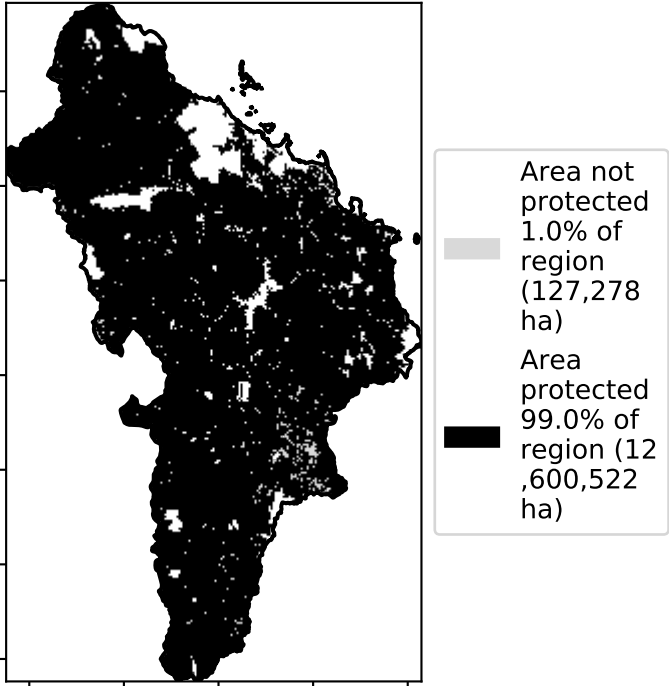 Area not
protected
1.0% of
region
(127,278
ha)
Area
protected
99.0% of
region (12
,600,522
ha)